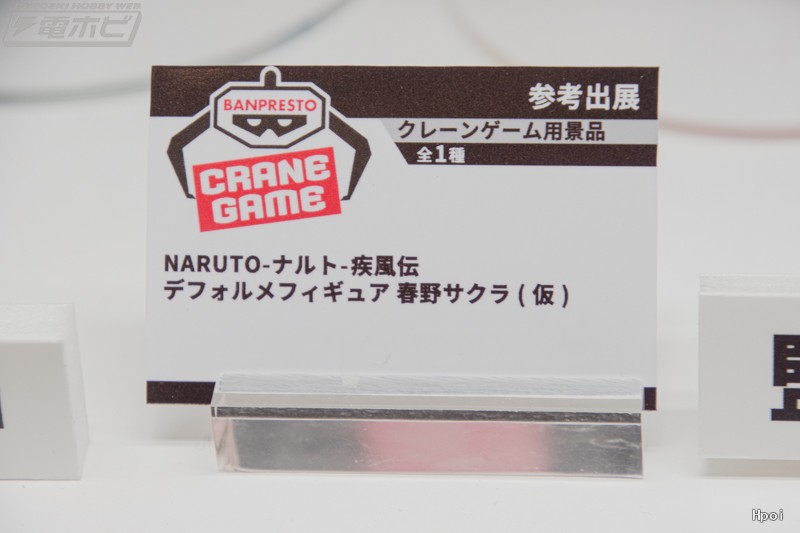 電ホビ
参考出展
BANPRESTO
クレーンゲーム用景品
全1種
CRANE
GAME
NARUTO-ナルト-疾風伝
デフォルメフィギュア 春野サクラ(仮)
Hpoi